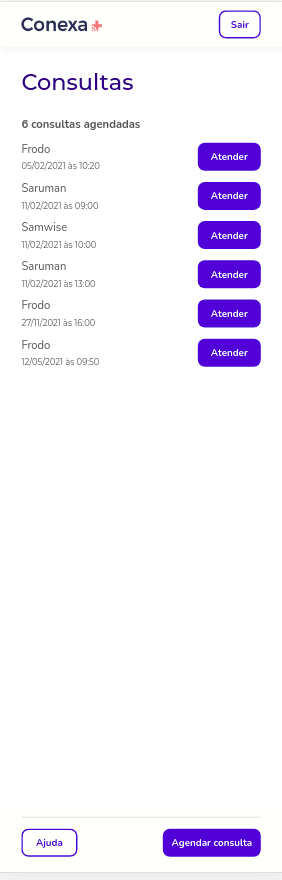 Conexa
Sair
Consultas
6 consultas agendadas
Frodo
05/02/2021 às 10:20
Atender
Saruman
11/02/2021 às 09:00
Atender
Samwise
11/02/2021 às 10:00
Atender
Saruman
11/02/2021 às 13:00
Atender
Frodo
27/11/2021 às 16:00
Atender
Frodo
12/05/2021 às 09:50
Atender
Ajuda
Agendar consulta